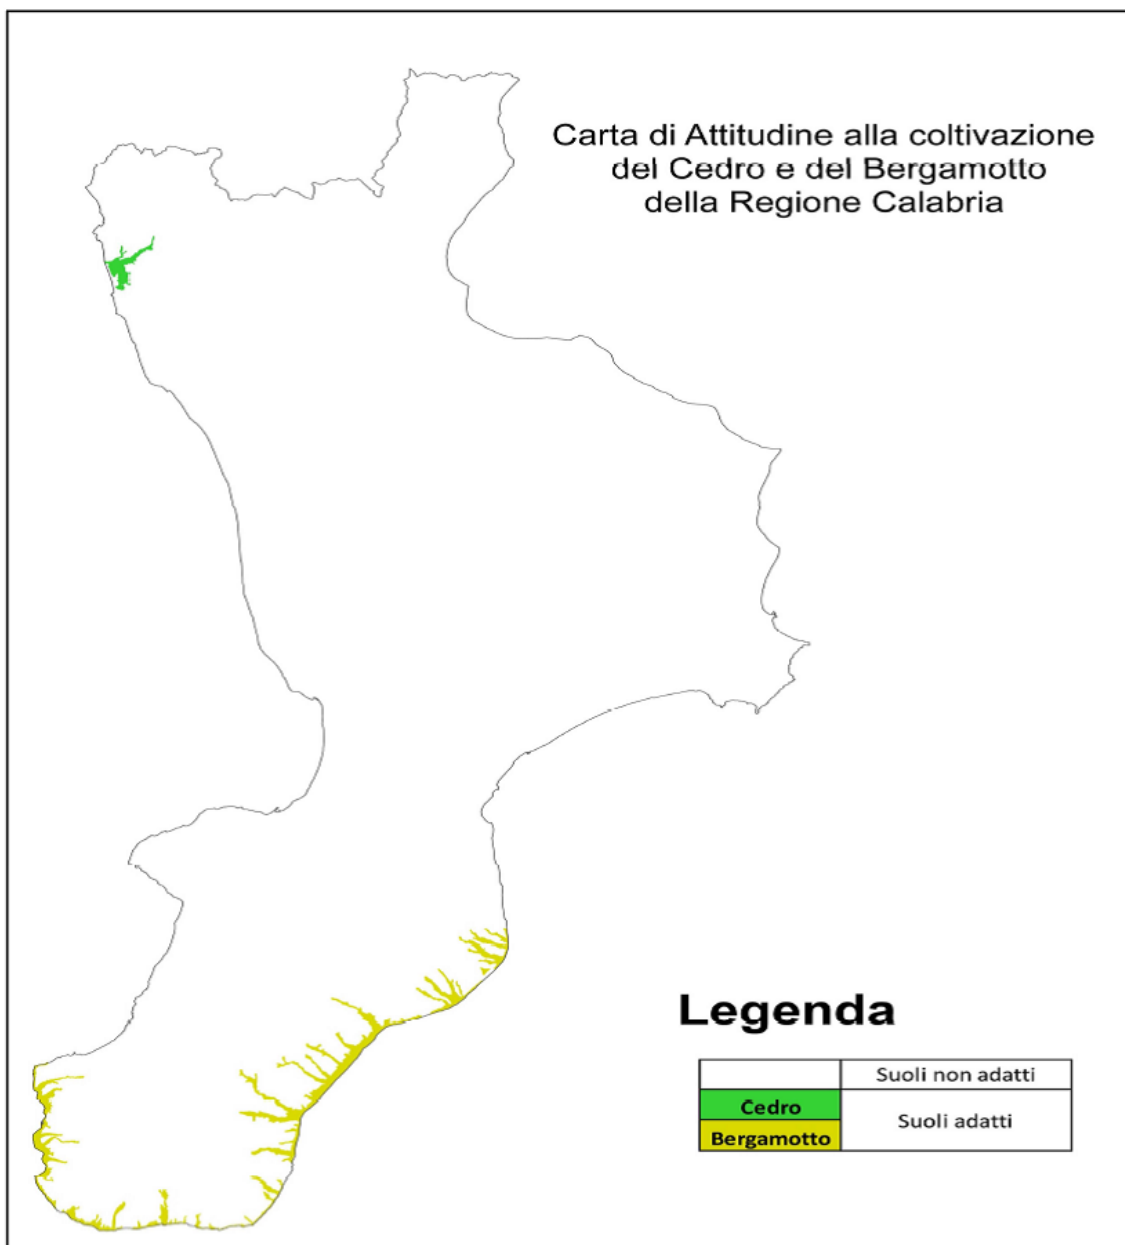 Carta di Attitudine alla coltivazione
del Cedro e del Bergamotto
della Regione Calabria
Legenda
Suoli non adatti
Cedro
Suoli adatti
Bergamotto